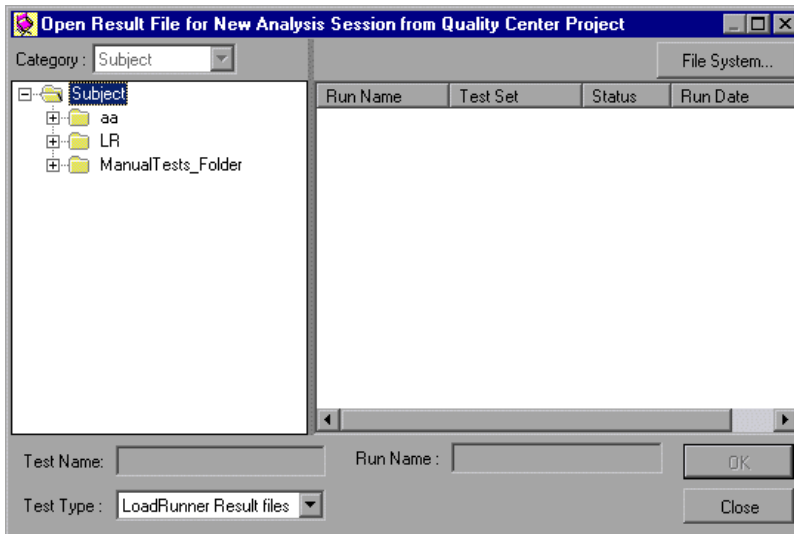 Open Result File for New Analysis Session from Quality Center Project
Category : Subject
File System...
Subject
aa
LR
ManualTests_Folder
Run Name Test Set Status Run Date
Test Name:
Run Name :
OK
Test Type : LoadRunner Result files
Close